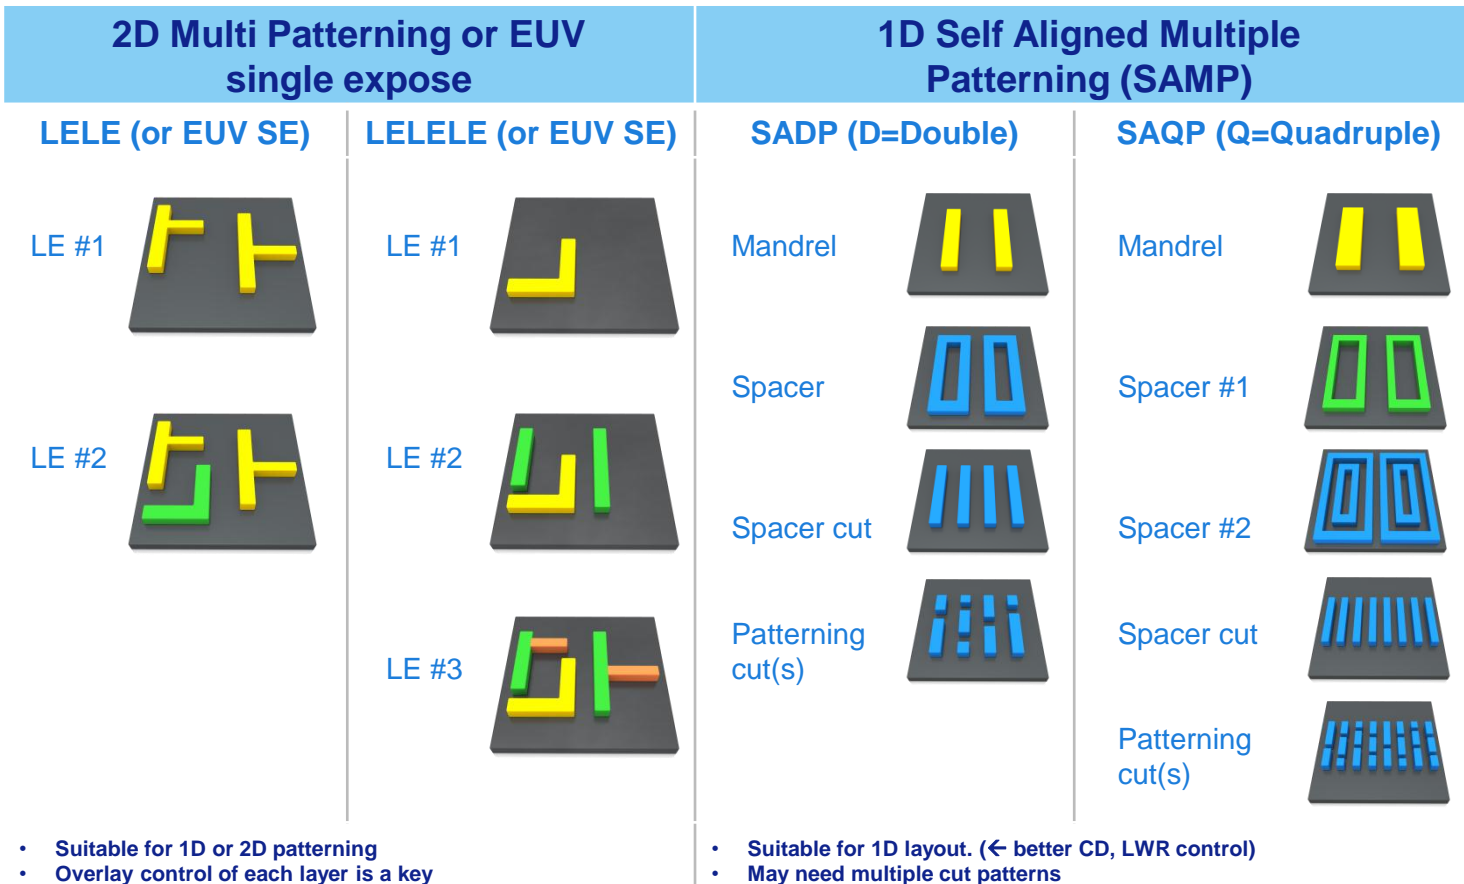 2D Multi Patterning or EUV
single expose
1D Self Aligned Multiple
Patterning (SAMP)
LELE (or EUV SE)
LE #1
LE #2
LELELE (or EUV SE)
LE #1
LE #2
LE #3
SADP (D=Double)
Mandrel
Spacer
Spacer cut
Patterning
cut(s)
SAQP (Q=Quadruple)
Mandrel
Spacer #1
Spacer #2
Spacer cut
Patterning
cut(s)
• Suitable for 1D or 2D patterning
• Overlay control of each layer is a key
• Suitable for 1D layout. (← better CD, LWR control)
• May need multiple cut patterns